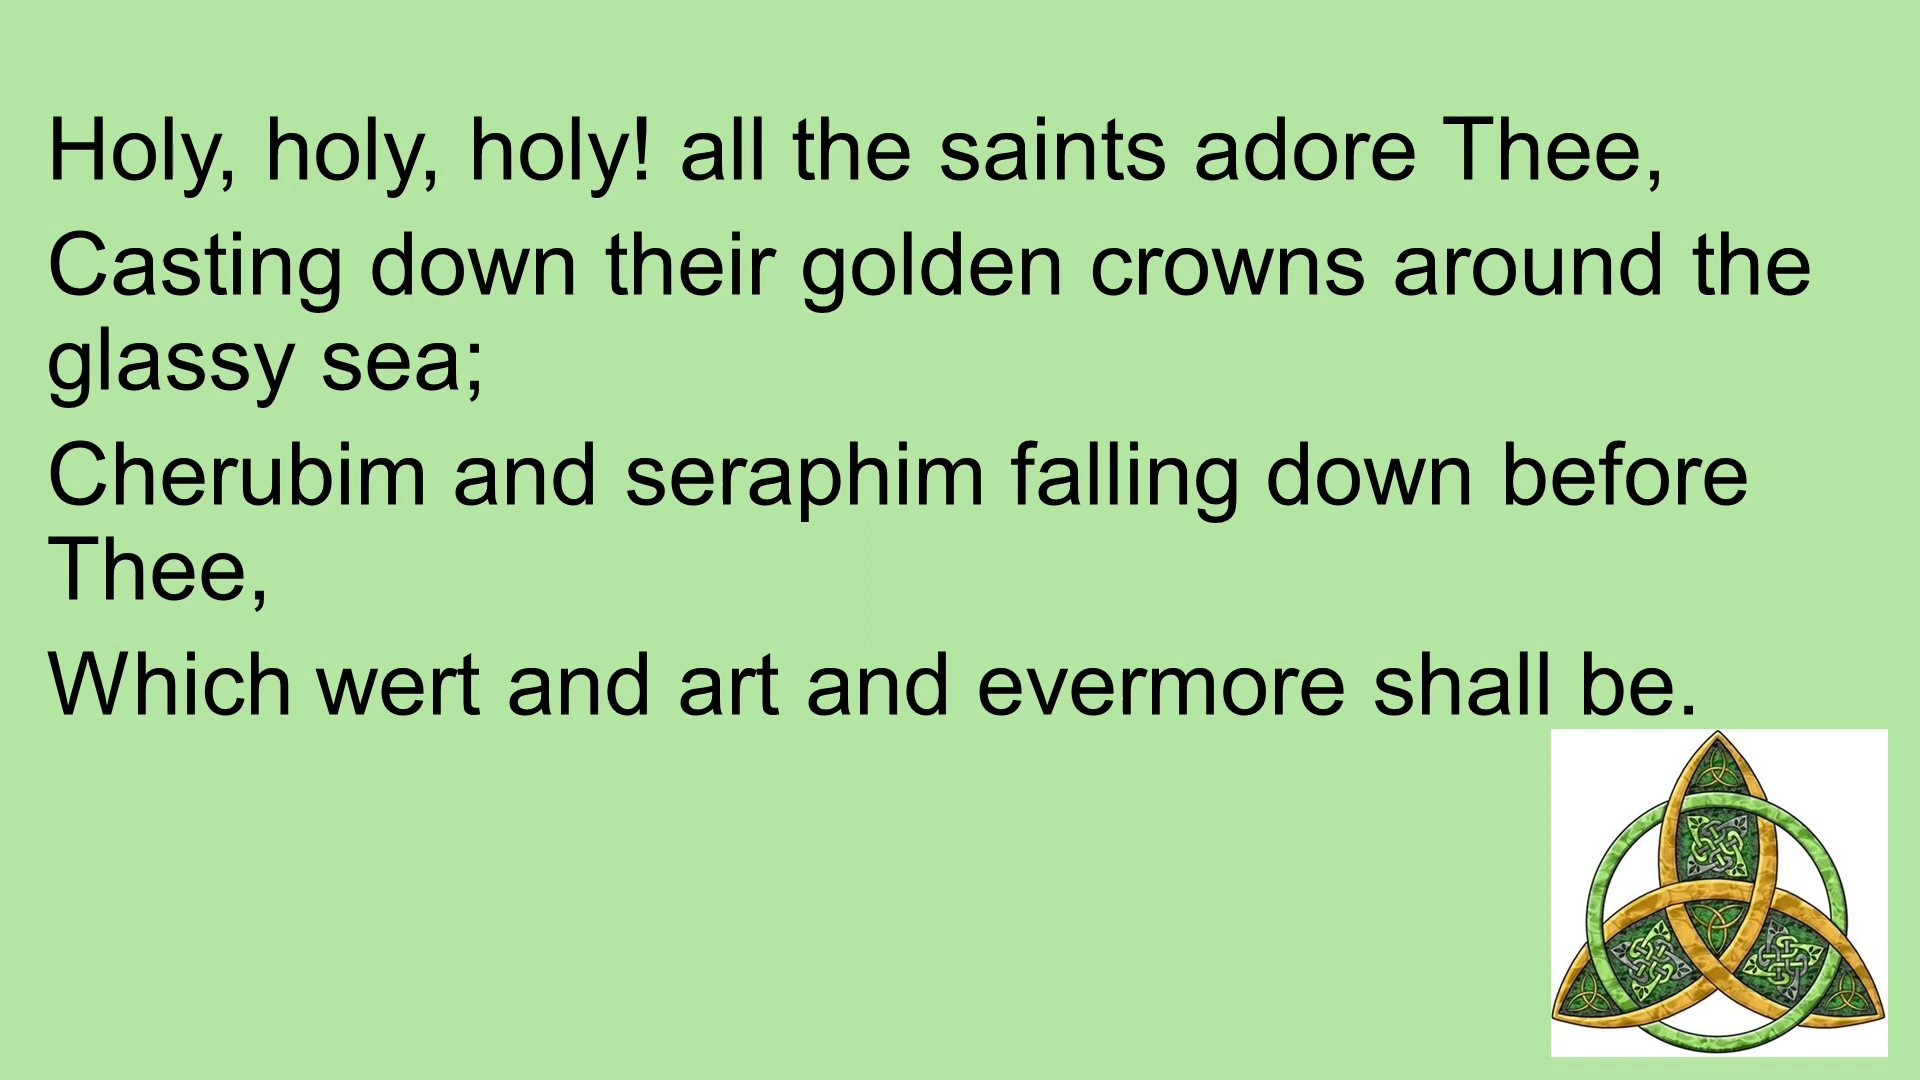 Holy, holy, holy! all the saints adore Thee,
Casting down their golden crowns around the
glassy sea;
Cherubim and seraphim falling down before
Thee,
Which wert and art and evermore shall be.